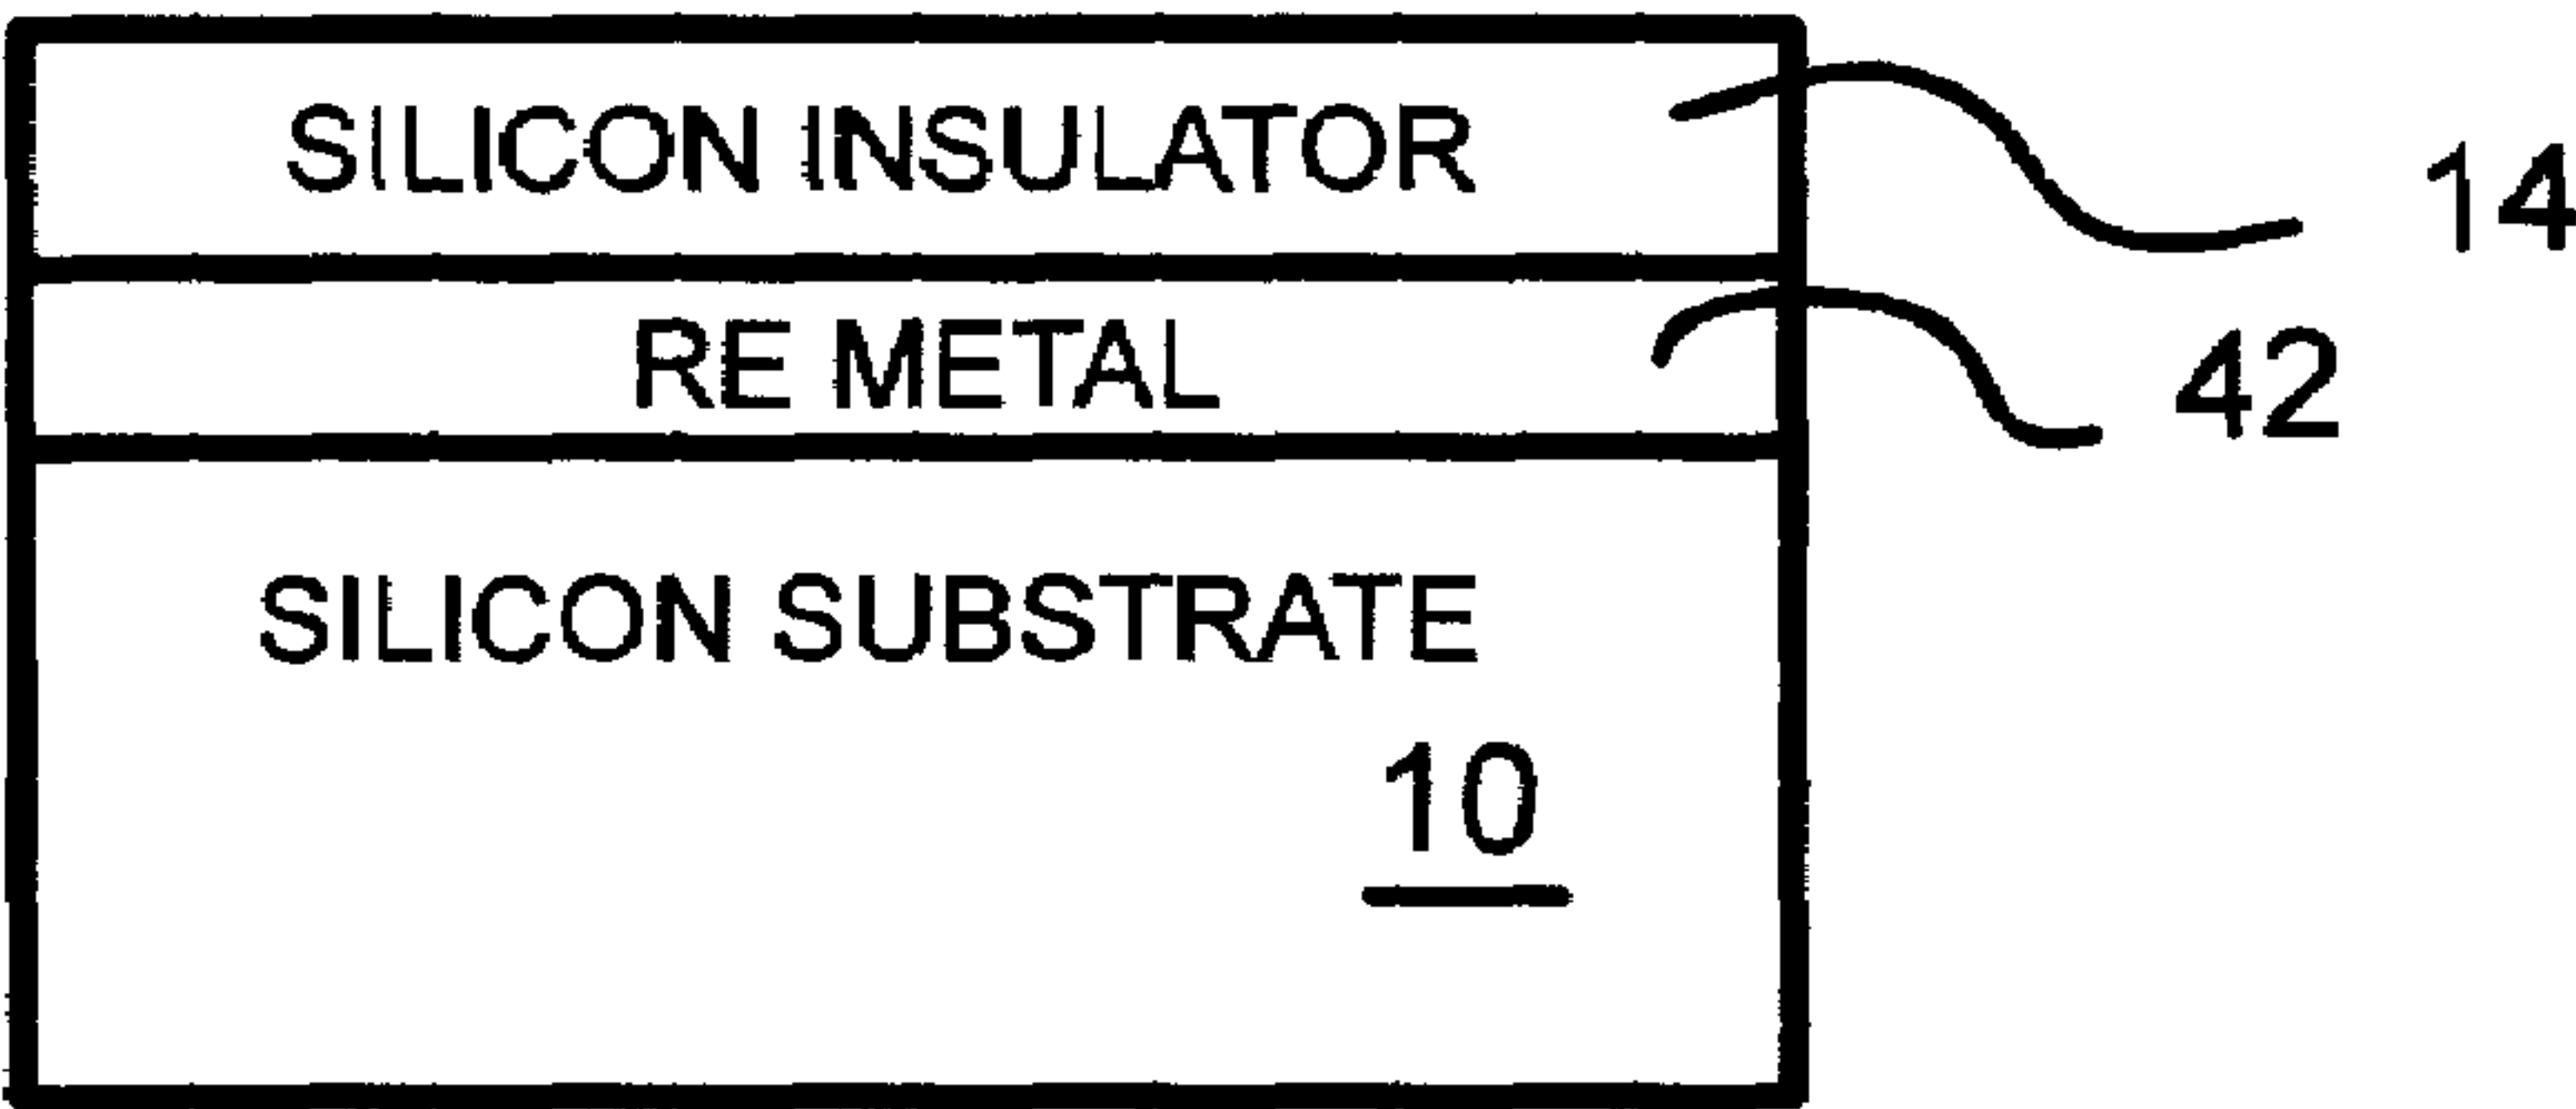 SILICON INSULATOR
14
RE METAL
42
SILICON SUBSTRATE
10